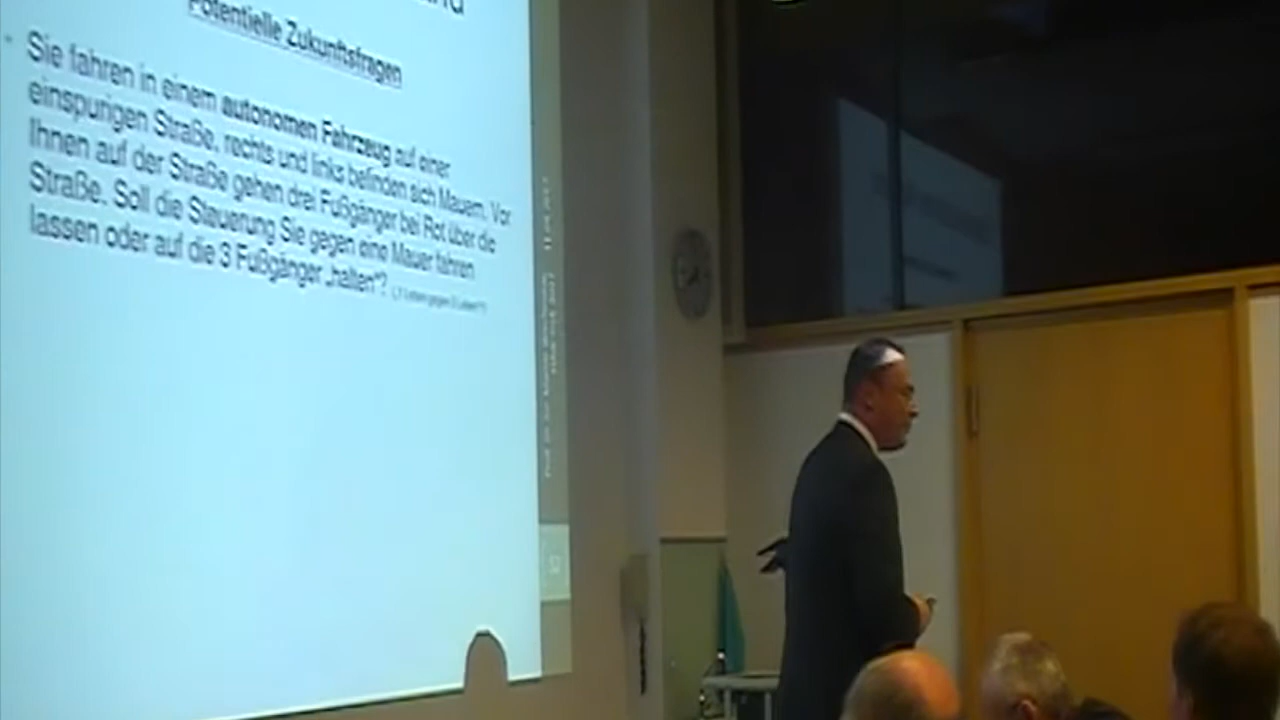 Potentielle Zukunftsfragen
Sie fahren in einem autonomen Fahrzeug auf einer
einspurigen Straße, rechts und links befinden sich Mauern. Vor
Ihnen auf der Straße gehen drei Fußgänger bei Rot über die
Straße. Soll die Steuerung Sie gegen eine Mauer fahren
lassen oder auf die 3 Fußgänger „halten“?